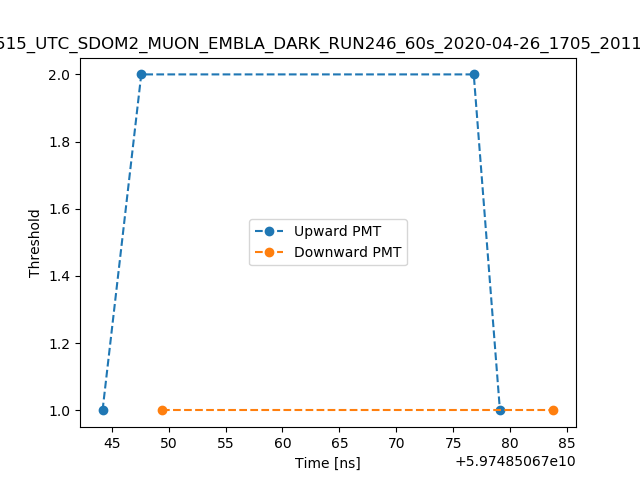 515_UTC_SDOM2_MUON_EMBLA_DARK_RUN246_60s_2020-04-26_1705_2011
2.0
1.8
1.6
1.4
1.2
1.0
Threshold
Upward PMT
Downward PMT
45 50 55 60 65 70 75 80 85
Time [ns]
+5.97485067e10